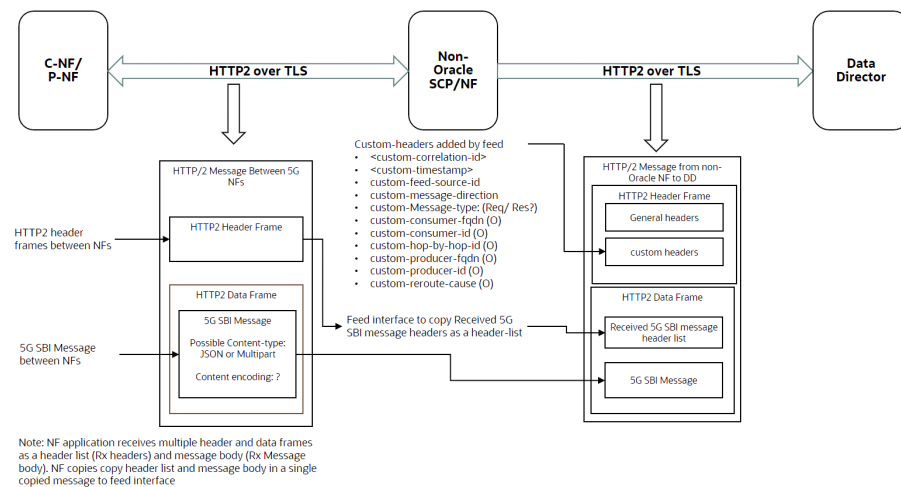 C-NF/
P-NF
HTTP2 over TLS
Non-
Oracle
SCP/NF
HTTP2 over TLS
Data
Director
Custom-headers added by feed
• <custom-correlation-id>
• <custom-timestamp>
• custom-feed-source-id
• custom-message-direction
• custom-Message-type: (Req/ Res?)
• custom-consumer-fqdn (O)
• custom-consumer-id (O)
• custom-hop-by-hop-id (O)
• custom-producer-fqdn (O)
• custom-producer-id (O)
• custom-reroute-cause (O)
HTTP/2 Message Between 5G
NFs
HTTP2 header
frames between NFs
HTTP2 Header Frame
HTTP2 Data Frame
5G SBI Message
Possible Content-type:
JSON or Multipart
Content encoding: ?
5G SBI Message
between NFs
Feed interface to copy Received 5G
SBI message headers as a header-list
HTTP/2 Message from non-
Oracle NF to DD
HTTP2 Header Frame
General headers
custom headers
HTTP2 Data Frame
Received 5G SBI message
header list
5G SBI Message
Note: NF application receives multiple header and data frames
as a header list (Rx headers) and message body (Rx Message
body). NF copies copy header list and message body in a single
copied message to feed interface